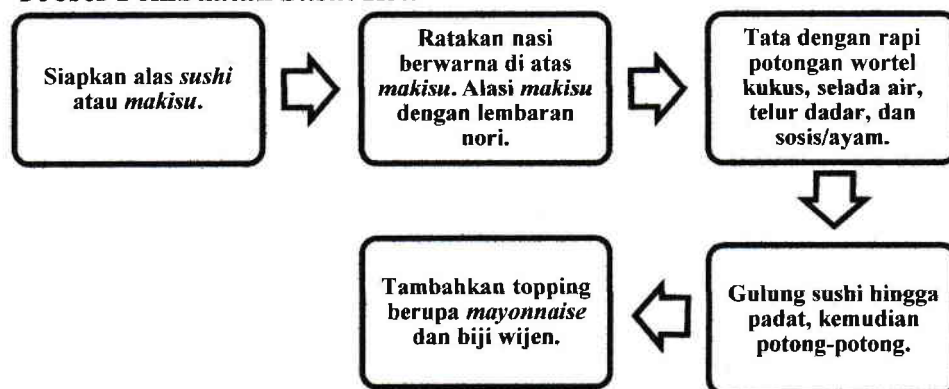 Siapkan alas sushi
atau makisu.
Ratakan nasi
berwarna di atas
makisu. Alasi makisu
dengan lembaran
nori.
Tata dengan rapi
potongan wortel
kukus, selada air,
telur dadar, dan
sosis/ayam.
Gulung sushi hingga
padat, kemudian
potong-potong.
Tambahkan topping
berupa mayonnaise
dan biji wijen.